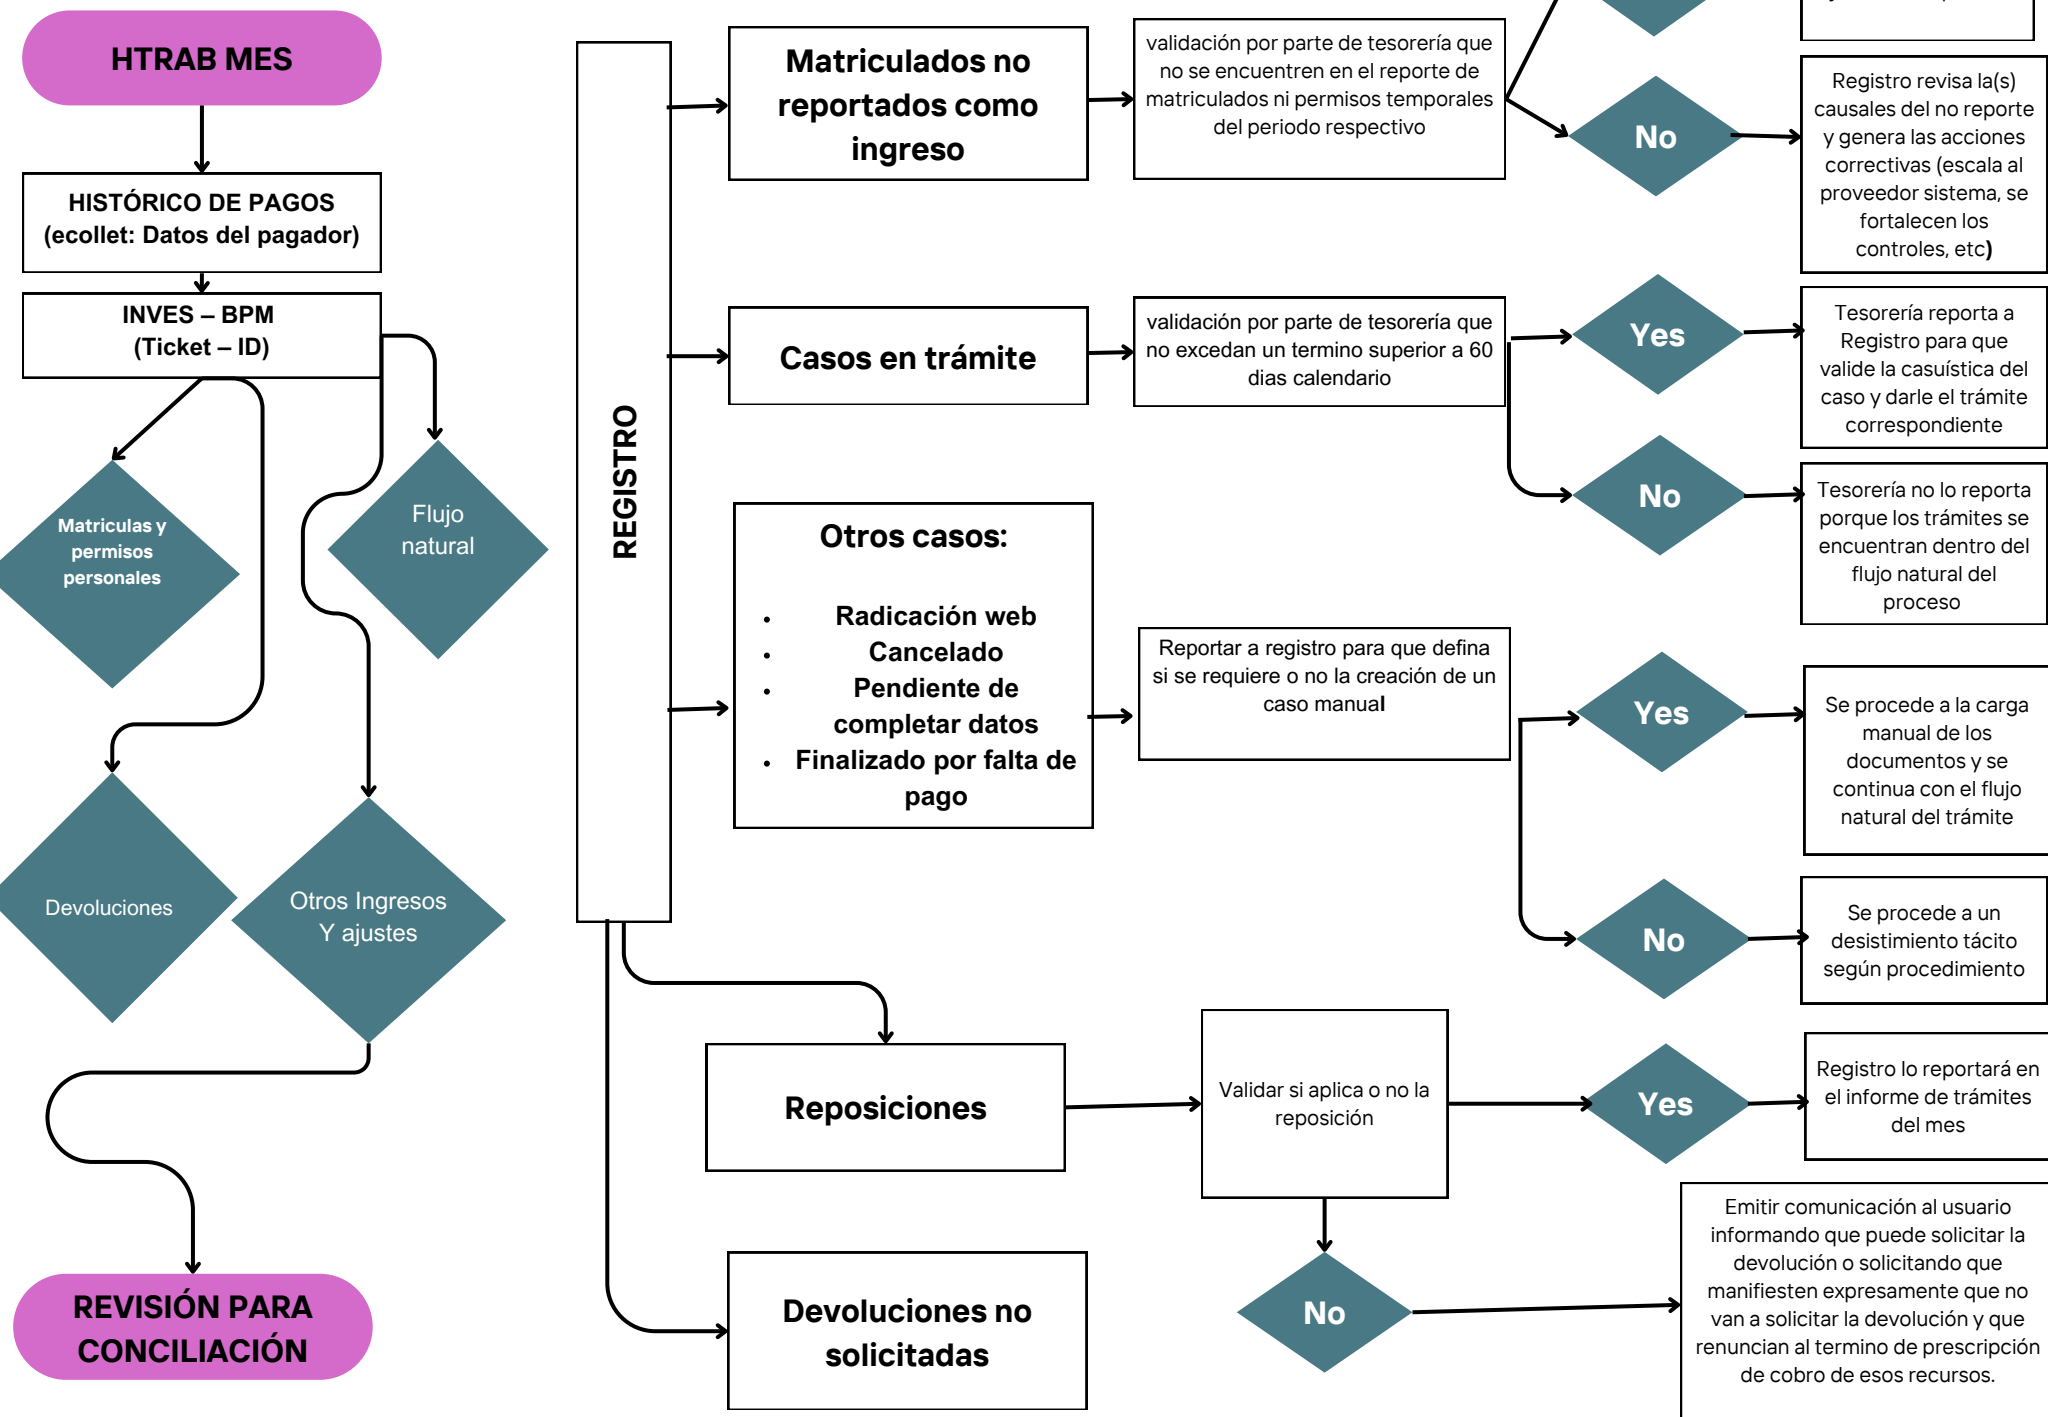 HTRAB MES
HISTÓRICO DE PAGOS
(ecollet: Datos del pagador)
INVES – BPM
(Ticket – ID)
Matriculas y
permisos
personales
Flujo
natural
Devoluciones
Otros Ingresos
Y ajustes
REVISIÓN PARA
CONCILIACIÓN
REGISTRO
Matriculados no
reportados como
ingreso
validación por parte de tesorería que
no se encuentren en el reporte de
matriculados ni permisos temporales
del periodo respectivo
No
Registro revisa la(s)
causales del no reporte
y genera las acciones
correctivas (escala al
proveedor sistema, se
fortalecen los
controles, etc)
Casos en trámite
validación por parte de tesorería que
no excedan un termino superior a 60
dias calendario
Yes
Tesorería reporta a
Registro para que
valide la casuística del
caso y darle el trámite
correspondiente
No
Tesorería no lo reporta
porque los trámites se
encuentran dentro del
flujo natural del
proceso
Otros casos:
• Radicación web
• Cancelado
• Pendiente de
completar datos
• Finalizado por falta de
pago
Reportar a registro para que defina
si se requiere o no la creación de un
caso manual
Yes
Se procede a la carga
manual de los
documentos y se
continua con el flujo
natural del trámite
No
Se procede a un
desistimiento tácito
según procedimiento
Reposiciones
Validar si aplica o no la
reposición
Yes
Registro lo reportará en
el informe de trámites
del mes
No
Emitir comunicación al usuario
informando que puede solicitar la
devolución o solicitando que
manifiesten expresamente que no
van a solicitar la devolución y que
renuncian al termino de prescripción
de cobro de esos recursos.
Devoluciones no
solicitadas